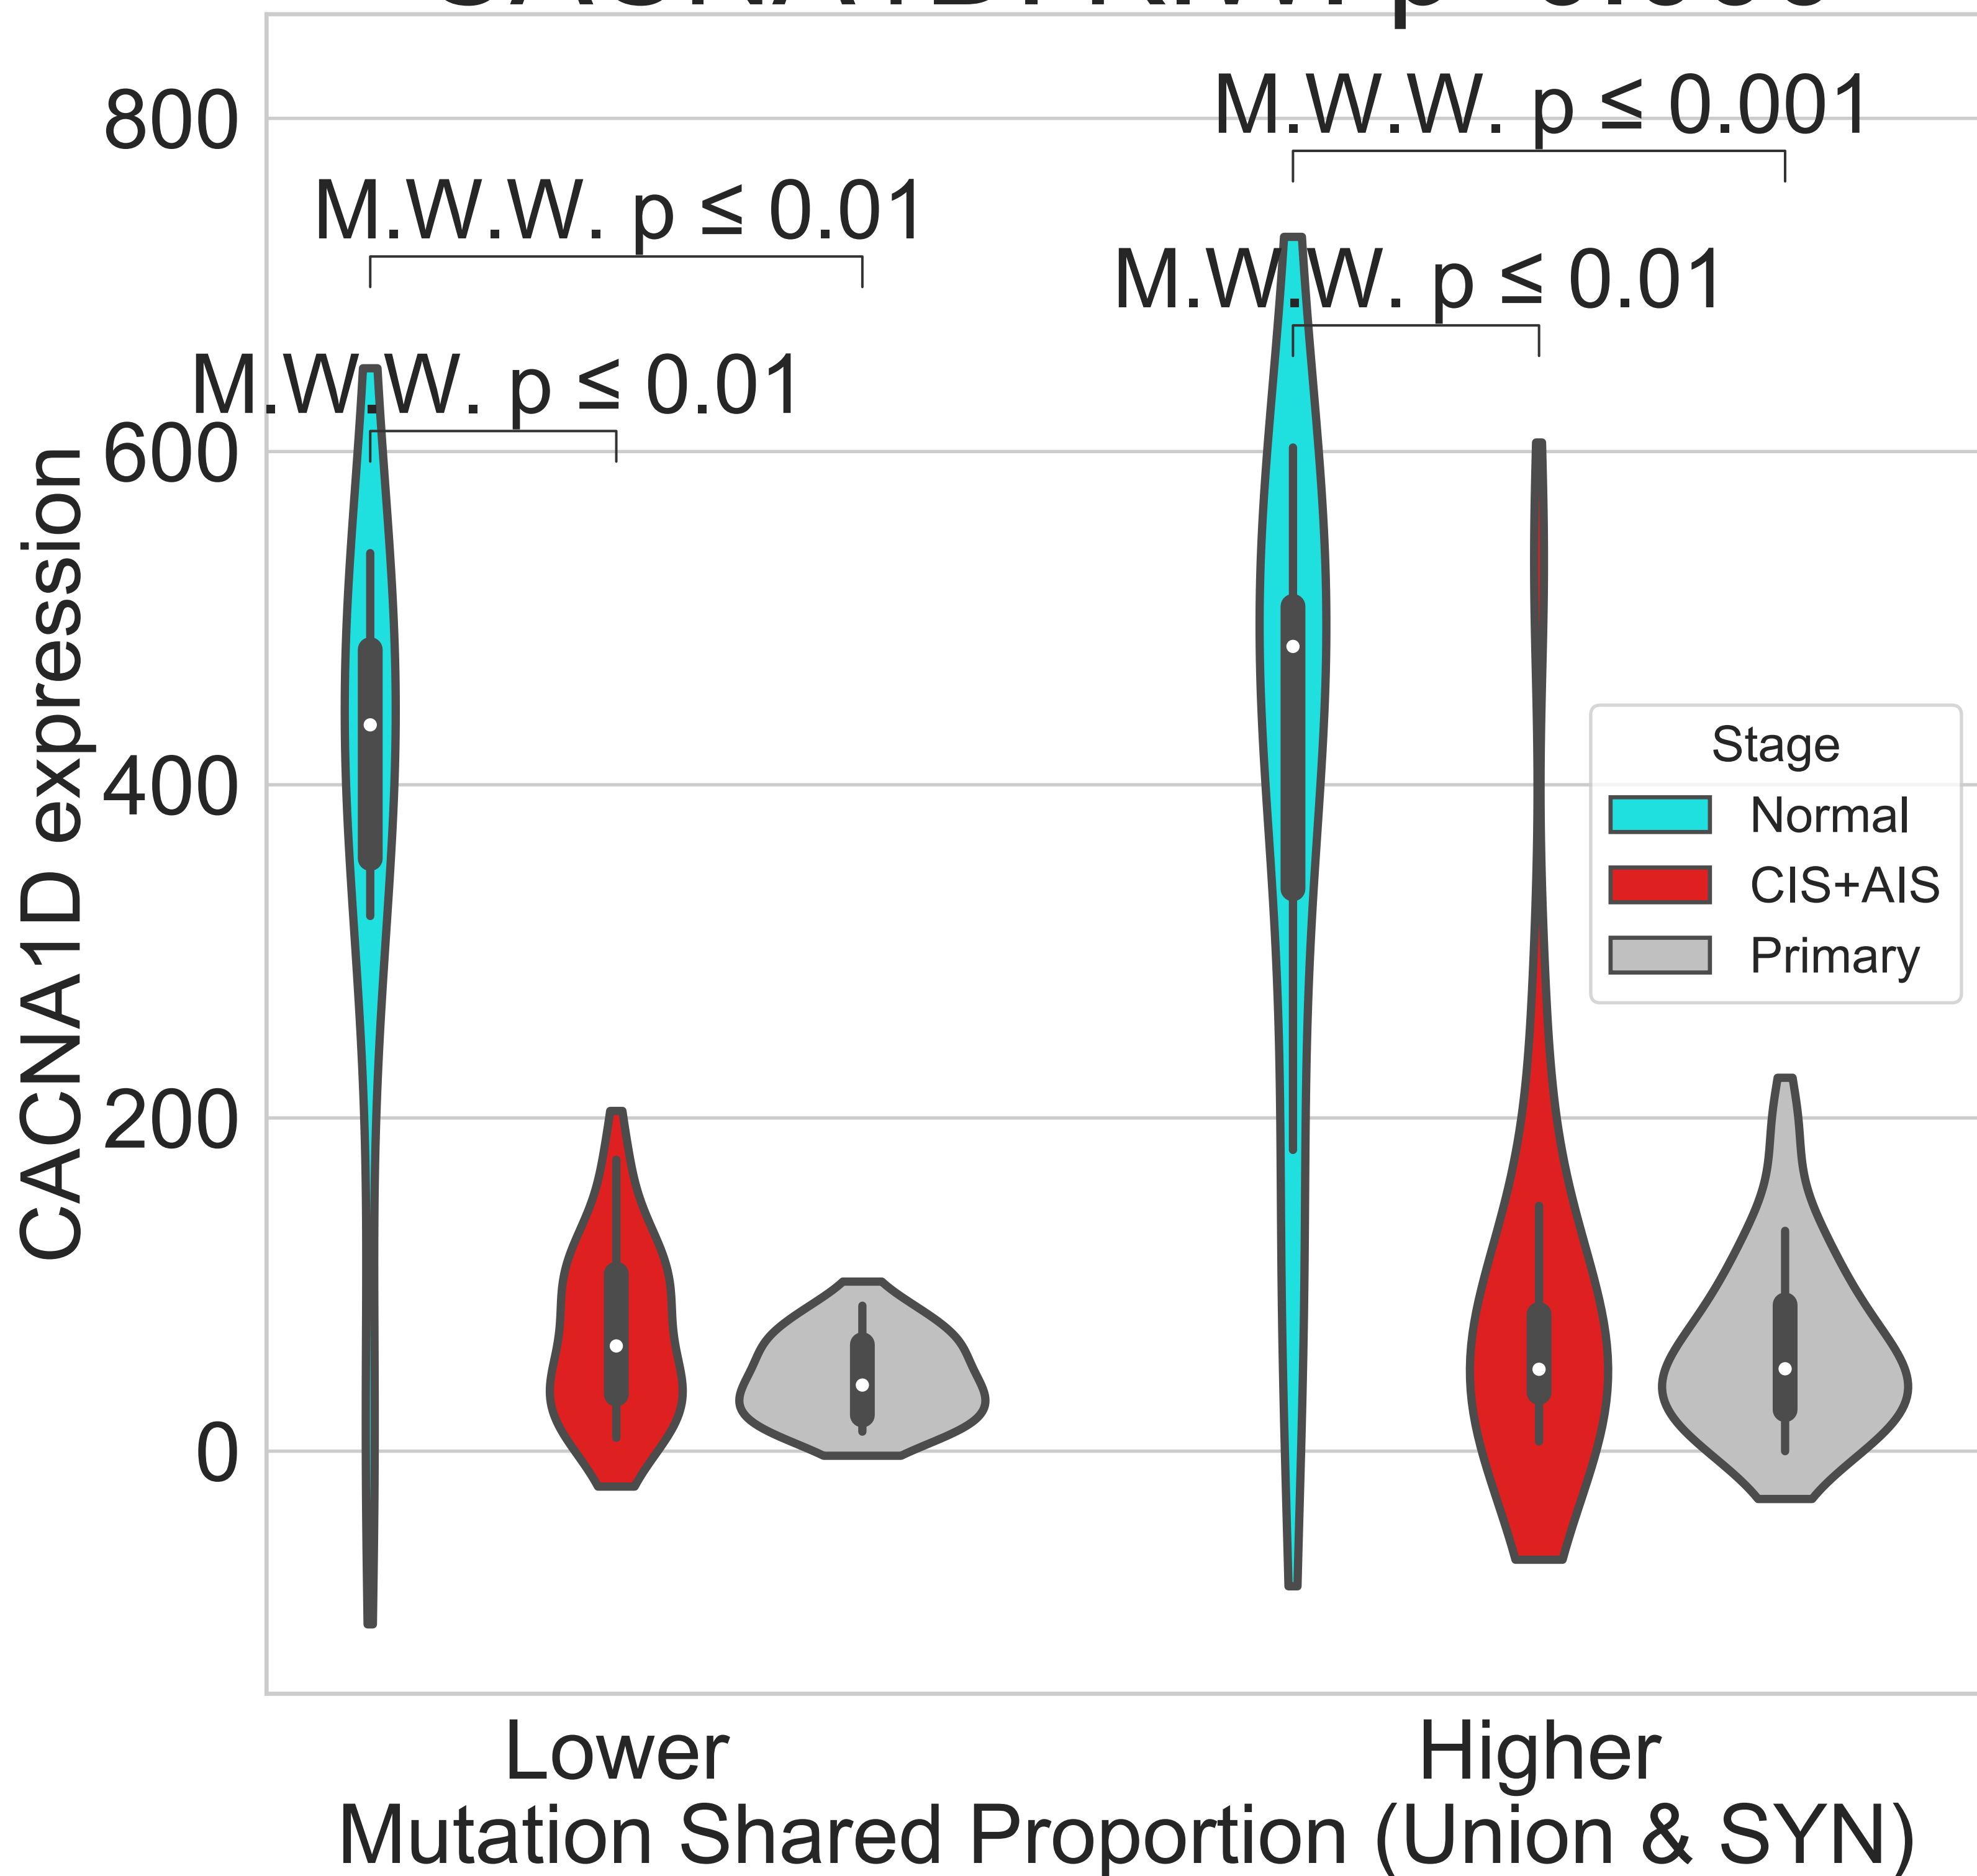 800
M.W.W. p ≤ 0.001
M.W.W. p ≤ 0.01
M.W.W. p ≤ 0.01
M.W.W. p ≤ 0.01
600
CACNA1D expression
400
Stage
Normal
CIS+AIS
Primary
200
0
Lower
Higher
Mutation Shared Proportion (Union & SYN)